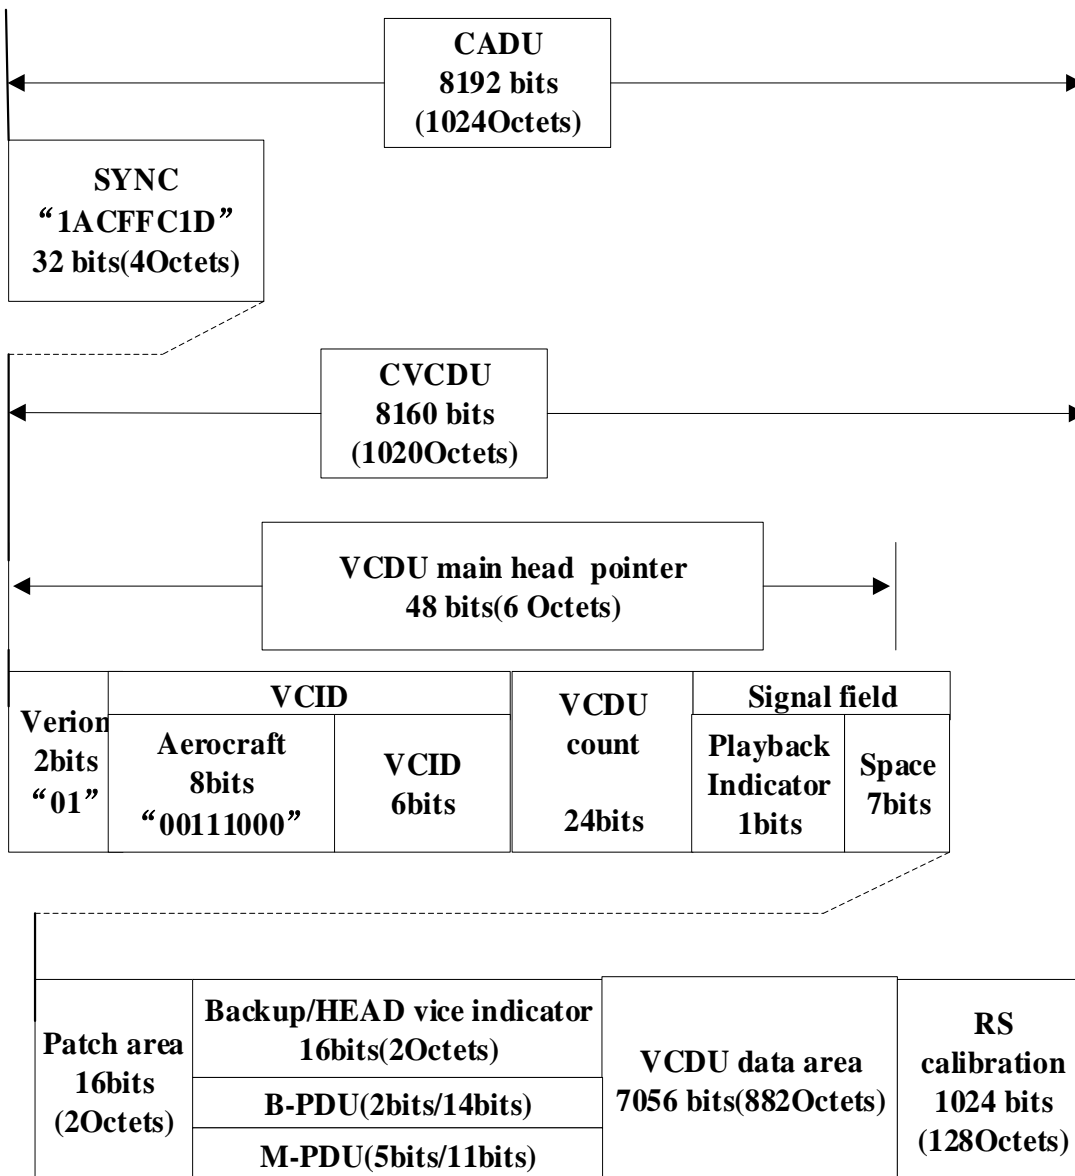 CADU
8192 bits
(1024Octets)
SYNC
“1ACFFC1D”
32 bits(4Octets)
CVCDU
8160 bits
(1020Octets)
VCDU main head pointer
48 bits(6 Octets)
Verion
2bits
“01”
VCID
Aerocraft
8bits
“00111000”
VCID
6bits
VCDU
count
24bits
Signal field
Playback
Indicator
1bits
Space
7bits
Patch area
16bits
(2Octets)
Backup/HEAD vice indicator
16bits(2Octets)
B-PDU(2bits/14bits)
M-PDU(5bits/11bits)
VCDU data area
7056 bits(882Octets)
RS
calibration
1024 bits
(128Octets)